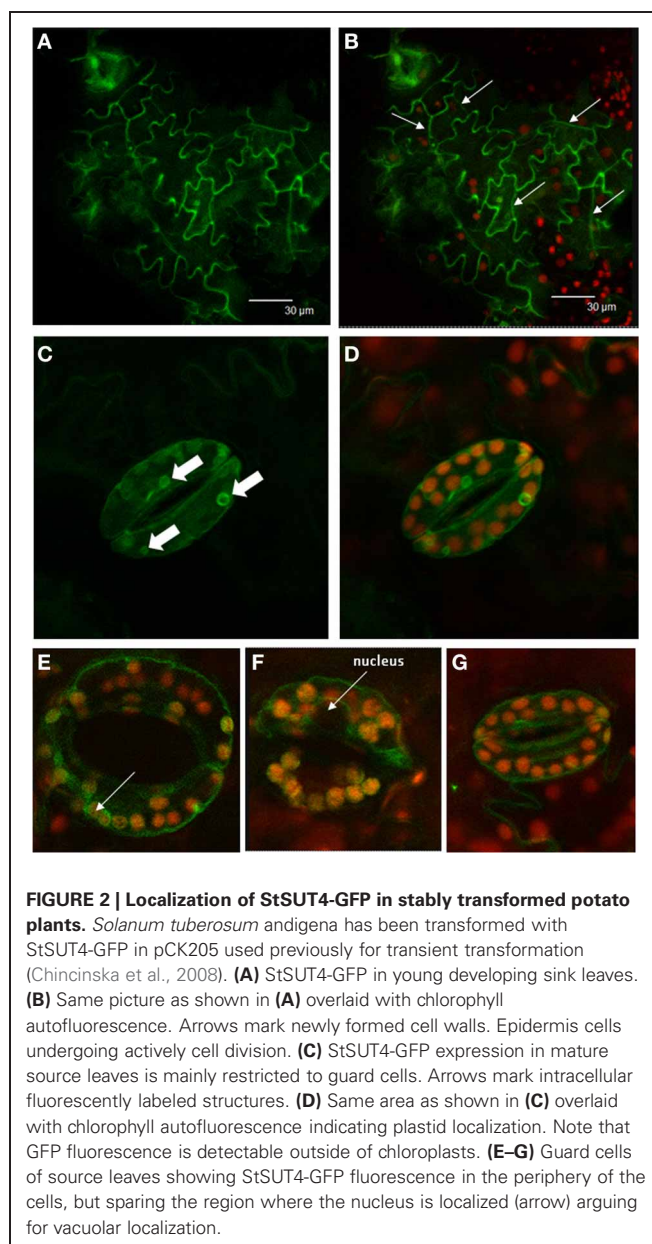 A
B
30 µm
30 µm
C
D
E
F
nucleus
G
FIGURE 2 | Localization of StSUT4-GFP in stably transformed potato
plants. Solanum tuberosum andigena has been transformed with
StSUT4-GFP in pCK205 used previously for transient transformation
(Chincinska et al., 2008). (A) StSUT4-GFP in young developing sink leaves.
(B) Same picture as shown in (A) overlaid with chlorophyll
autofluorescence. Arrows mark newly formed cell walls. Epidermis cells
undergoing actively cell division. (C) StSUT4-GFP expression in mature
source leaves is mainly restricted to guard cells. Arrows mark intracellular
fluorescently labeled structures. (D) Same area as shown in (C) overlaid
with chlorophyll autofluorescence indicating plastid localization. Note that
GFP fluorescence is detectable outside of chloroplasts. (E–G) Guard cells
of source leaves showing StSUT4-GFP fluorescence in the periphery of the
cells, but sparing the region where the nucleus is localized (arrow) arguing
for vacuolar localization.